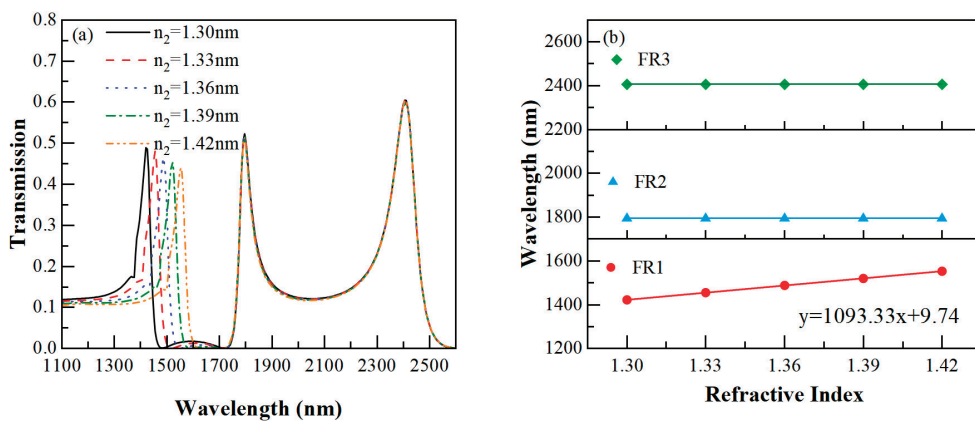 (a)
n2=1.30nm
n2=1.33nm
n2=1.36nm
n2=1.39nm
n2=1.42nm
Transmission
0.8
0.7
0.6
0.5
0.4
0.3
0.2
0.1
0.0
1100 1300 1500 1700 1900 2100 2300 2500
Wavelength (nm)
(b)
FR3
FR2
FR1
y=1093.33x+9.74
Wavelength (nm)
2600
2400
2200
2000
1800
1600
1400
1200
1.30 1.33 1.36 1.39 1.42
Refractive Index